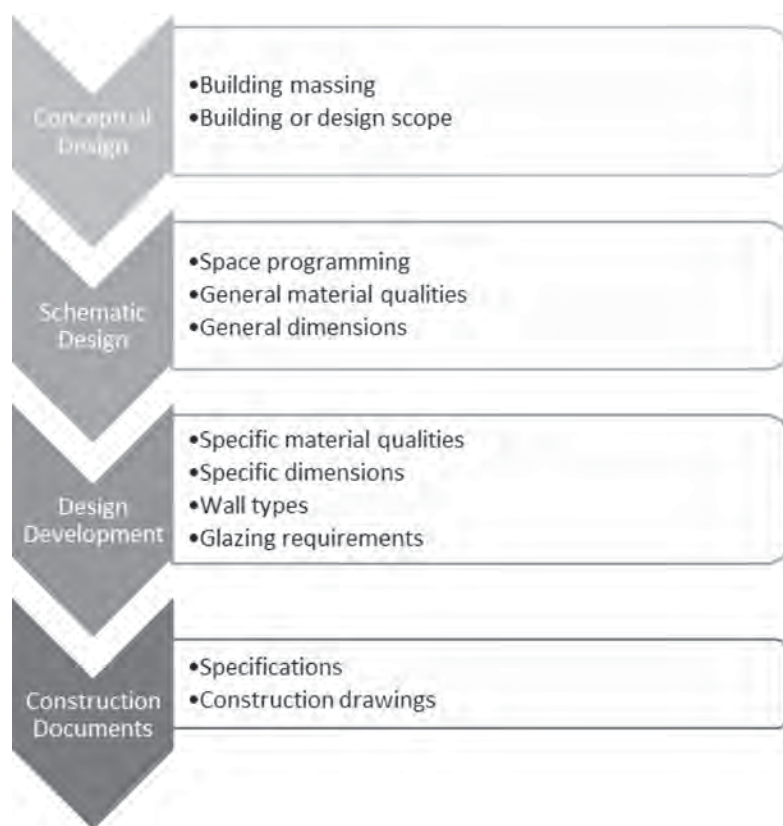 Conceptual
Design
•Building massing
•Building or design scope
Schematic
Design
•Space programming
•General material qualities
•General dimensions
Design
Development
•Specific material qualities
•Specific dimensions
•Wall types
•Glazing requirements
Construction
Documents
•Specifications
•Construction drawings